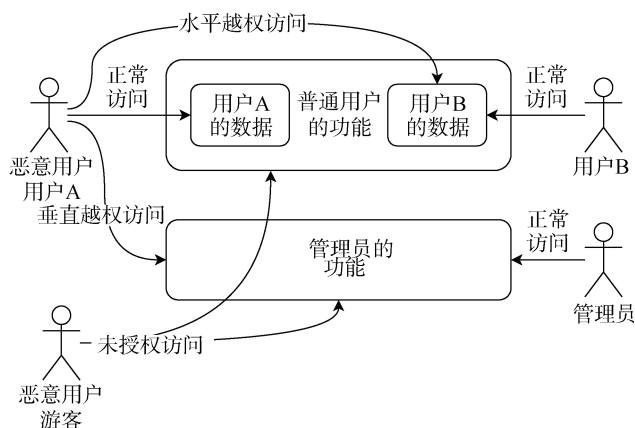 水平越权访问
正常
访问
用户A
的数据
普通用户
的功能
用户B
的数据
正常
访问
恶意用户
用户A
用户B
垂直越权访问
管理员的
功能
正常
访问
管理员
未授权访问
恶意用户
游客